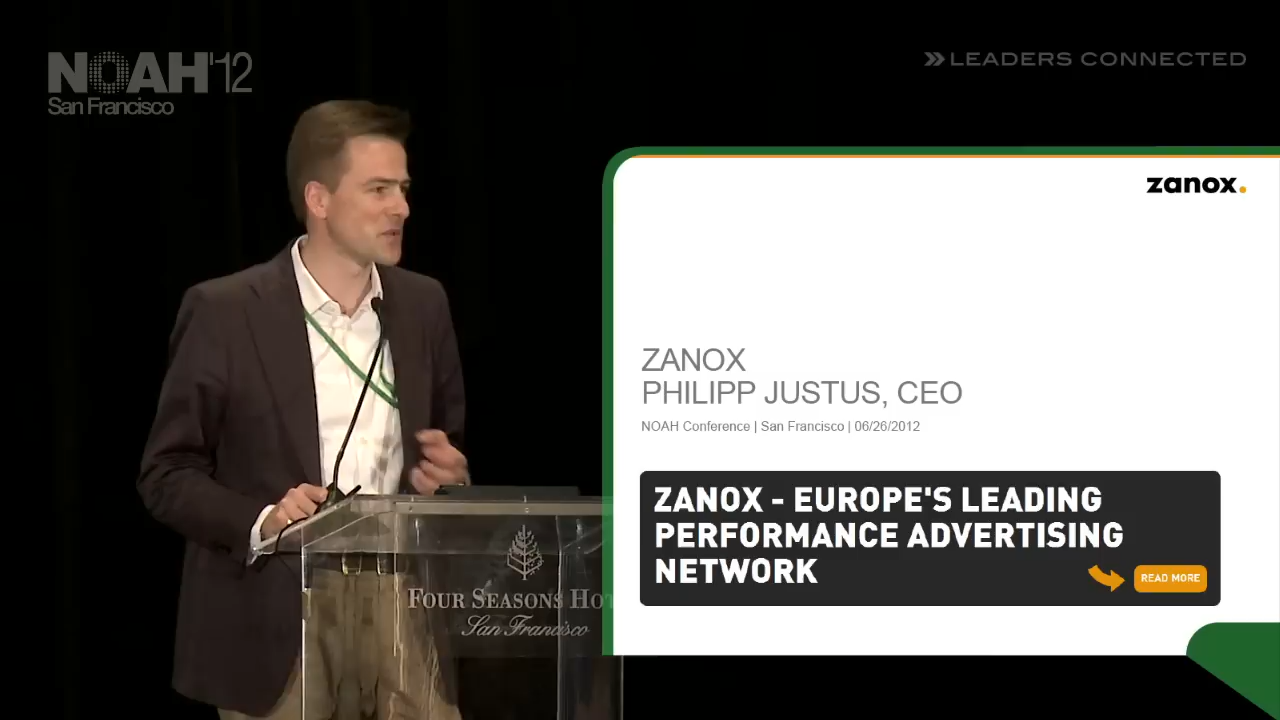 NOAH'12
San Francisco
LEADERS CONNECTED
zanox.
ZANOX
PHILIPP JUSTUS, CEO
NOAH Conference | San Francisco | 06/26/2012
ZANOX - EUROPE'S LEADING
PERFORMANCE ADVERTISING
NETWORK
READ MORE
FOUR SEASONS HOT
San Francisco